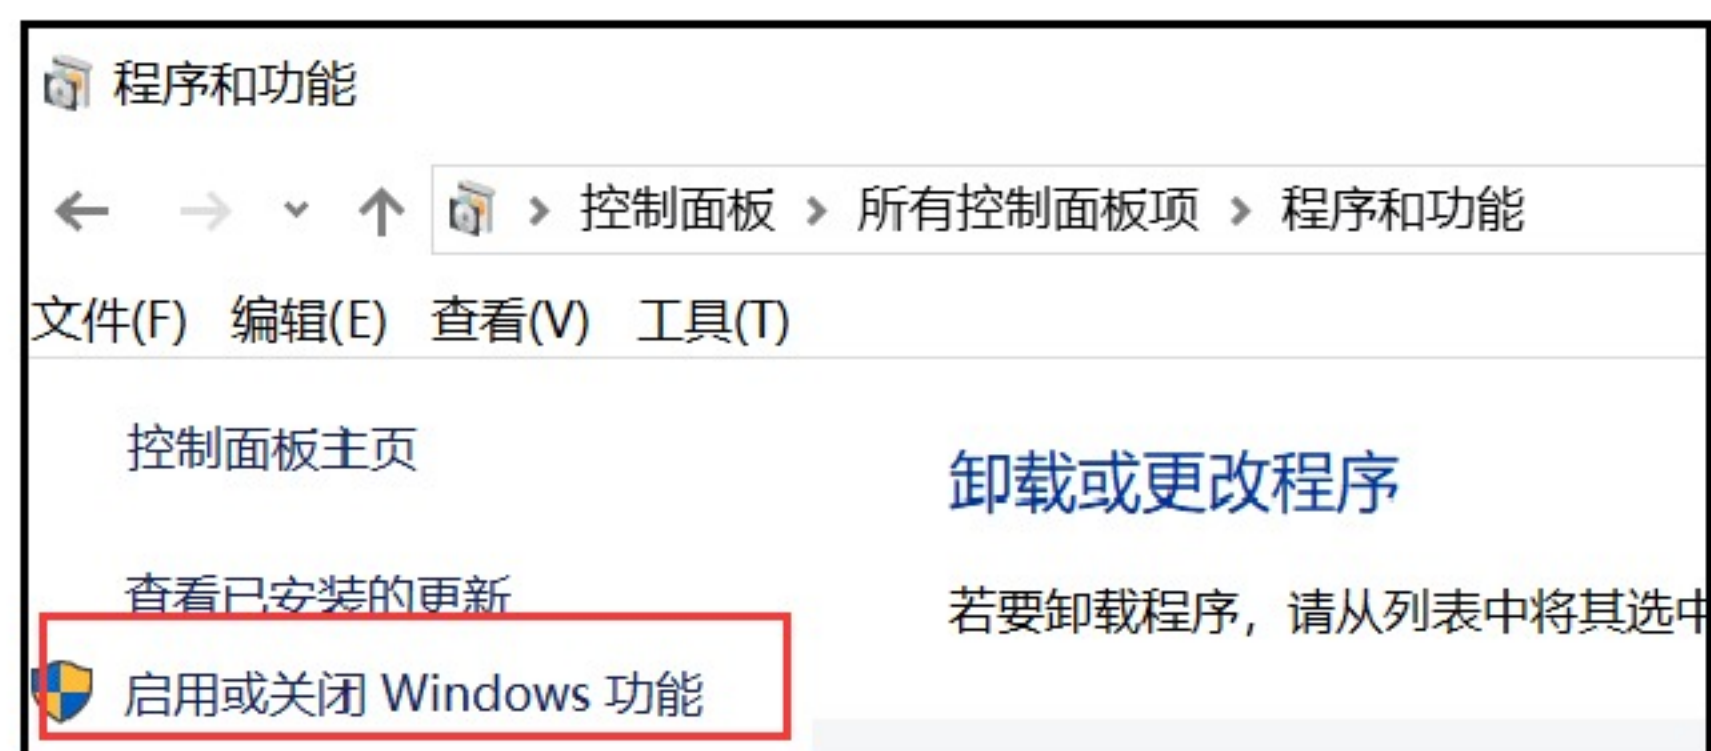 程序和功能
控制面板 > 所有控制面板项 > 程序和功能
文件(F) 编辑(E) 查看(V) 工具(T)
控制面板主页
卸载或更改程序
查看已安装的更新
若要卸载程序，请从列表中将其选中
启用或关闭 Windows 功能